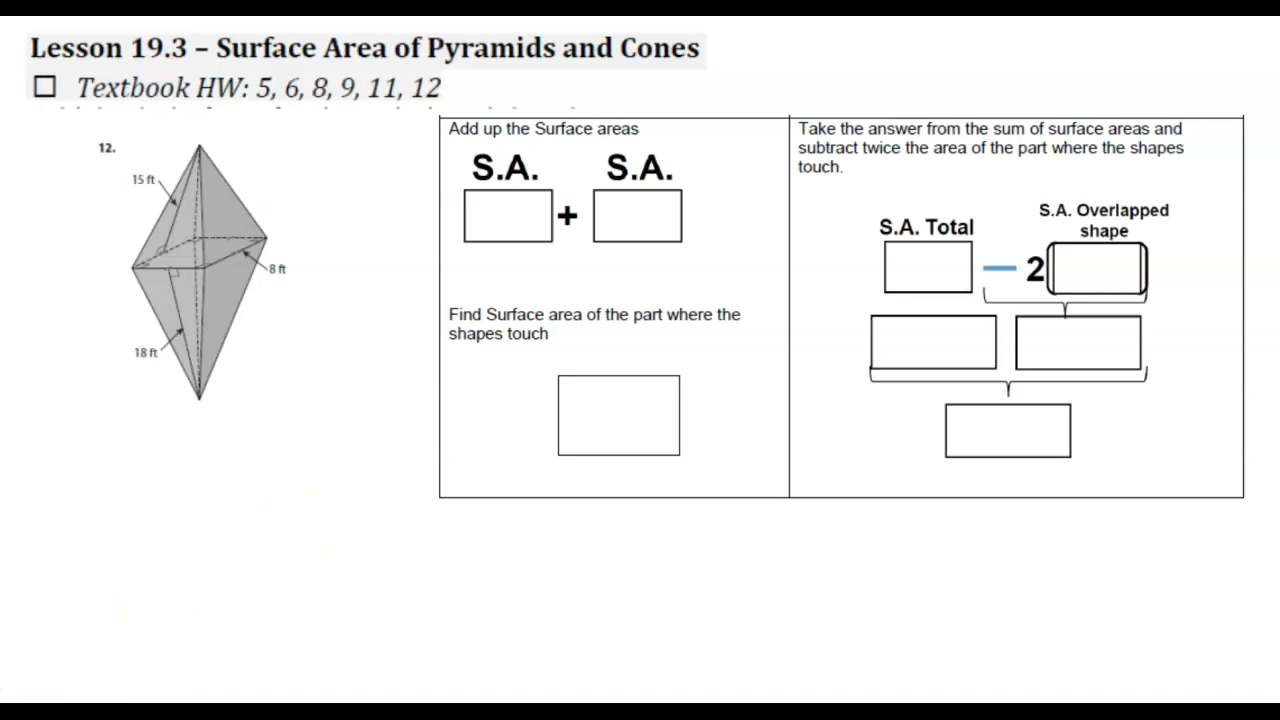 Lesson 19.3 – Surface Area of Pyramids and Cones
☐ Textbook HW: 5, 6, 8, 9, 11, 12
12.
15 ft
8 ft
18 ft
Add up the Surface areas
S.A. S.A.
+
Find Surface area of the part where the
shapes touch
Take the answer from the sum of surface areas and
subtract twice the area of the part where the shapes
touch.
S.A. Overlapped
shape
S.A. Total
— 2